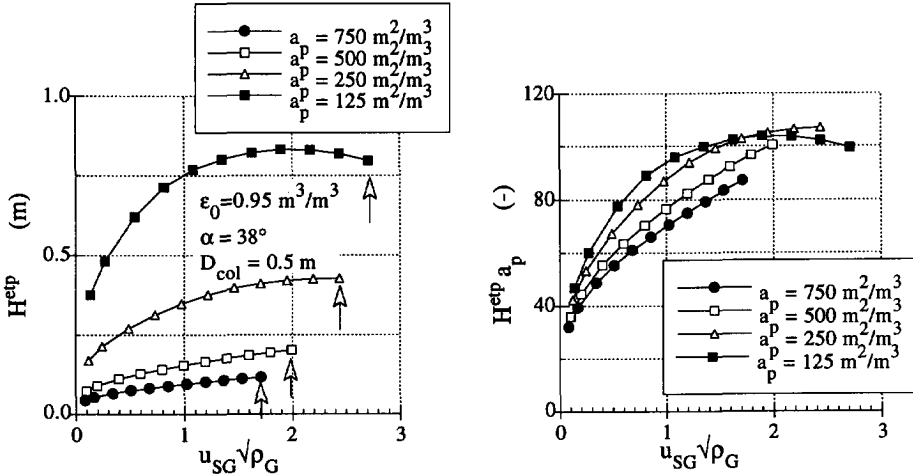 a_p = 750 m²/m³
a_p = 500 m²/m³
a_p = 250 m²/m³
a_p = 125 m²/m³
1.0
0.5
0.0
H^etp (m)
ε₀=0.95 m³/m³
α = 38°
D_col = 0.5 m
0 1 2 3
u_SG √ρ_G
120
80
40
0
H^etp a_p (-)
a_p = 750 m²/m³
a_p = 500 m²/m³
a_p = 250 m²/m³
a_p = 125 m²/m³
0 1 2 3
u_SG √ρ_G